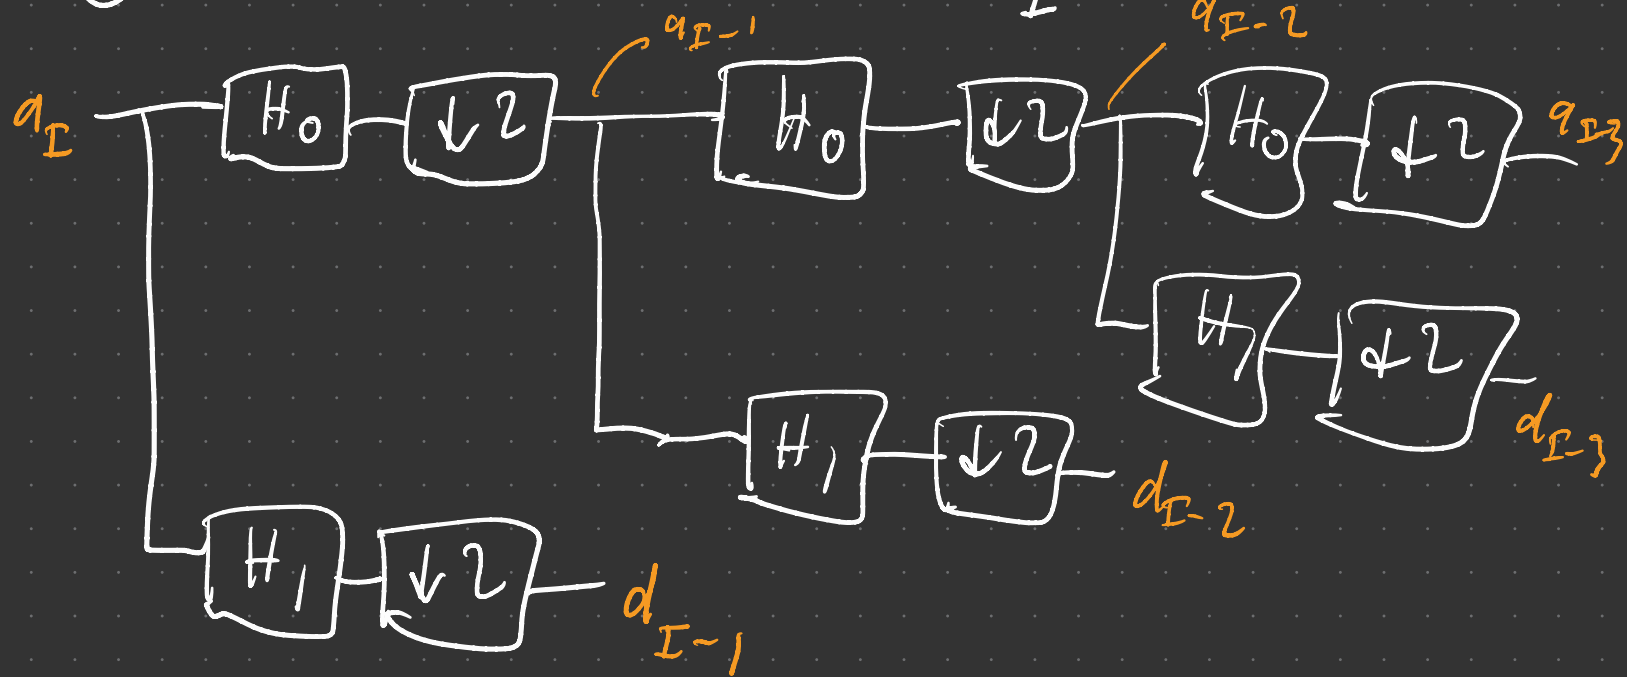 I
a_{I-1}
a_{I-2}
a_I
H_0
↓2
H_0
↓2
H_0
↓2
a_{I-3}
H_1
↓2
d_{I-3}
H_1
↓2
d_{I-2}
H_1
↓2
d_{I-1}